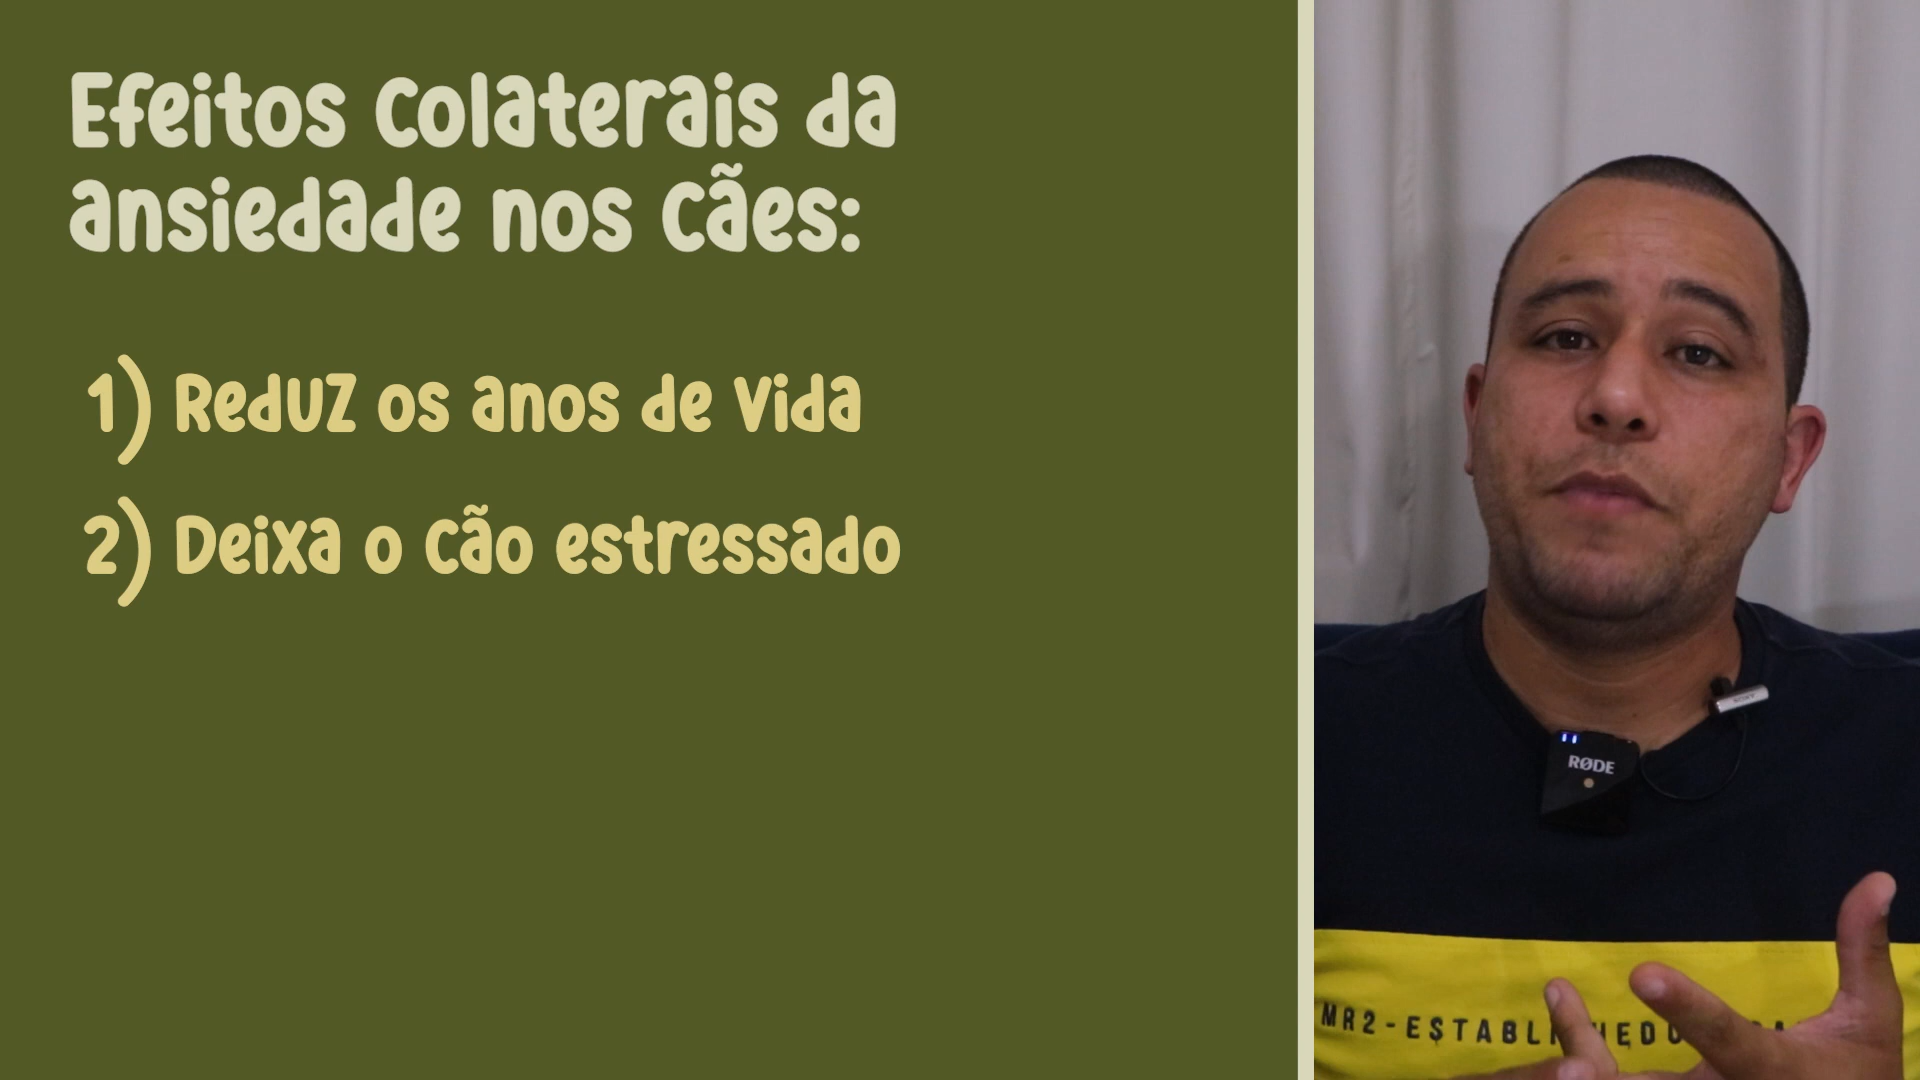 Efeitos colaterais da
ansiedade nos cães:
1) Reduz os anos de vida
2) Deixa o cão estressado
RØDE
MR2-ESTABL